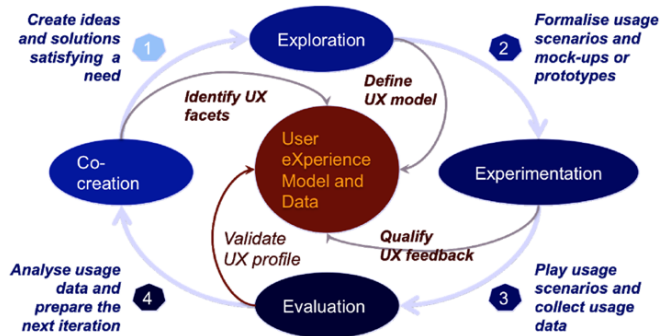 Create ideas
and solutions
satisfying a
need
1
Exploration
2
Formalise usage
scenarios and
mock-ups or
prototypes
Identify UX
facets
Define
UX model
User
eXperience
Model and
Data
Co-
creation
Experimentation
Validate
UX profile
Qualify
UX feedback
Analyse usage
data and
prepare the
next iteration
4
Evaluation
3
Play usage
scenarios and
collect usage
data